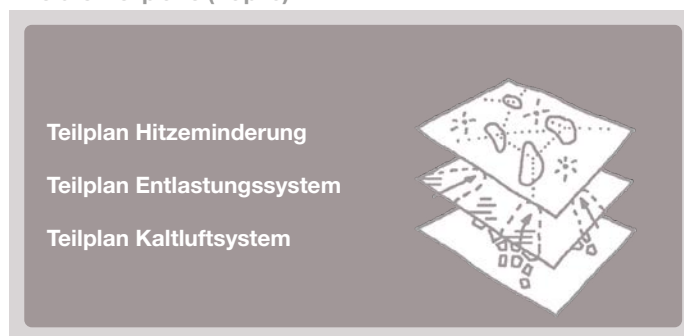 Teilplan Hitzeminderung
Teilplan Entlastungssystem
Teilplan Kaltluftsystem